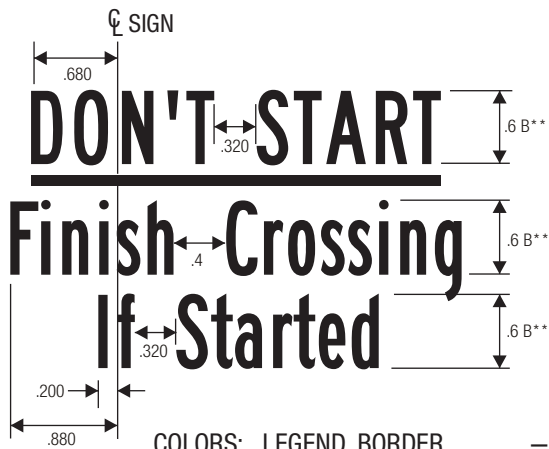 ℄ SIGN
.680
DON'T START
.320
.6 B**
Finish Crossing
.4
.6 B**
If Started
.320
.6 B**
.200
.880
COLORS: LEGEND, BORDER –